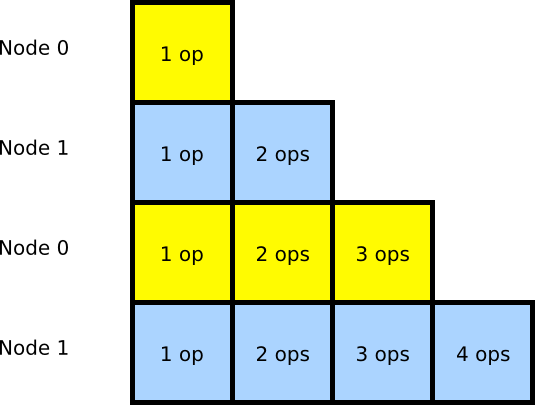 Node 0 1 op
Node 1 1 op 2 ops
Node 0 1 op 2 ops 3 ops
Node 1 1 op 2 ops 3 ops 4 ops